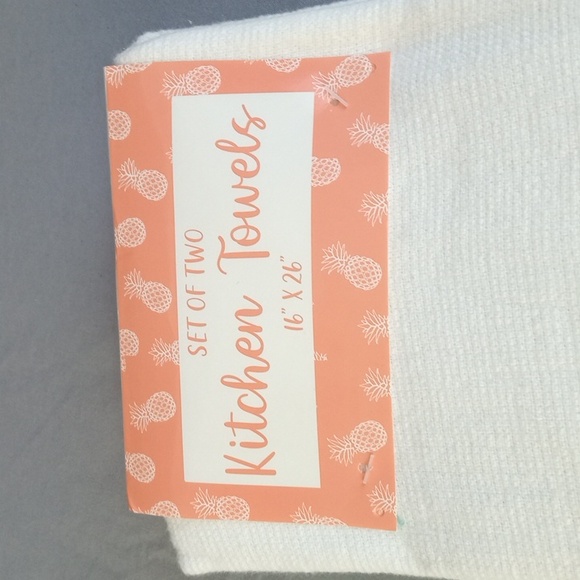 SET OF TWO
Kitchen Towels
16" X 26"